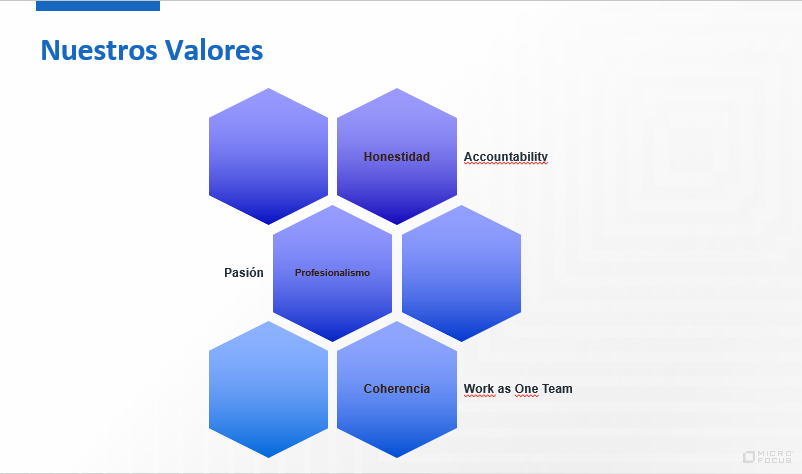 Nuestros Valores
Honestidad
Accountability
Pasión
Profesionalismo
Coherencia
Work as One Team
MICRO
FOCUS